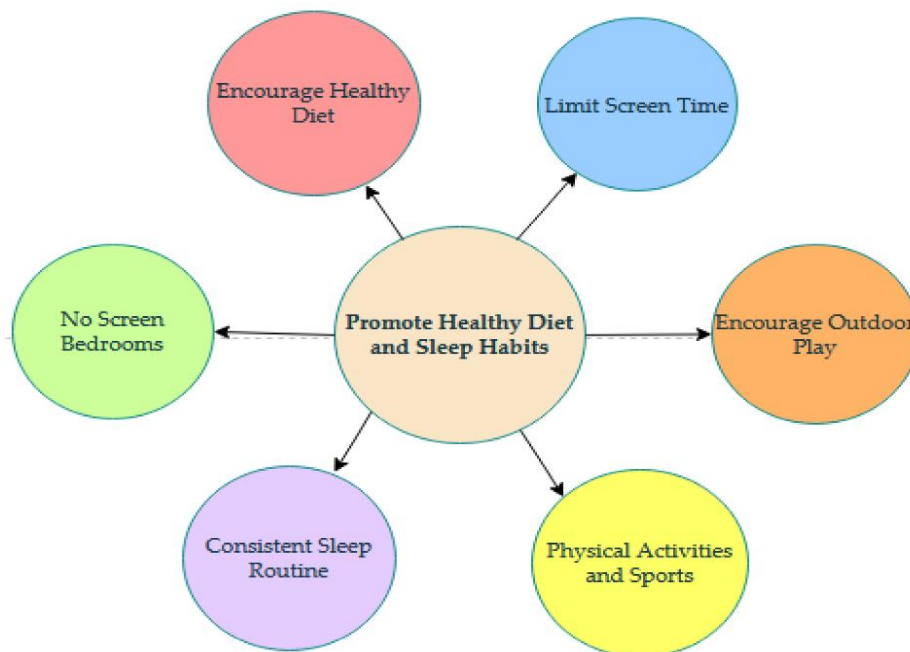 Encourage Healthy
Diet
Limit Screen Time
No Screen
Bedrooms
Promote Healthy Diet
and Sleep Habits
Encourage Outdoor
Play
Consistent Sleep
Routine
Physical Activities
and Sports